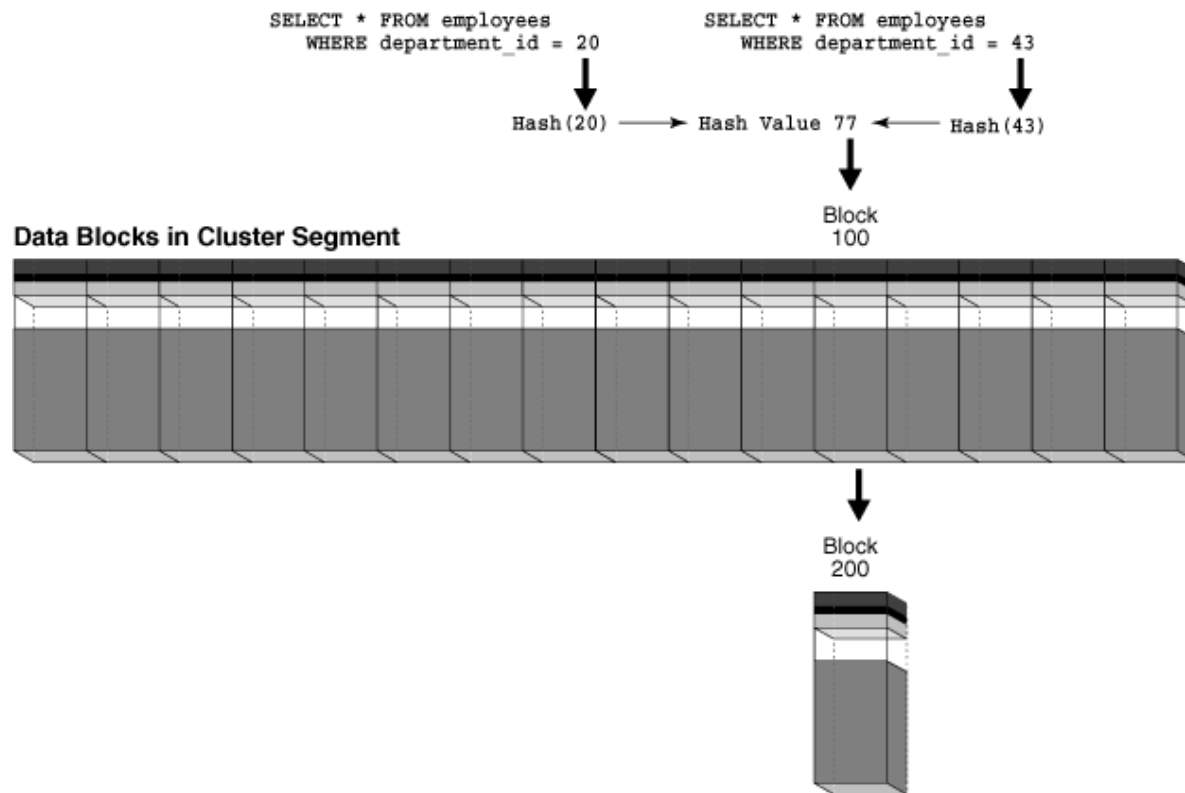 SELECT * FROM employees
WHERE department_id = 20
SELECT * FROM employees
WHERE department_id = 43
Hash(20) Hash Value 77 Hash(43)
Block
100
Data Blocks in Cluster Segment
Block
200